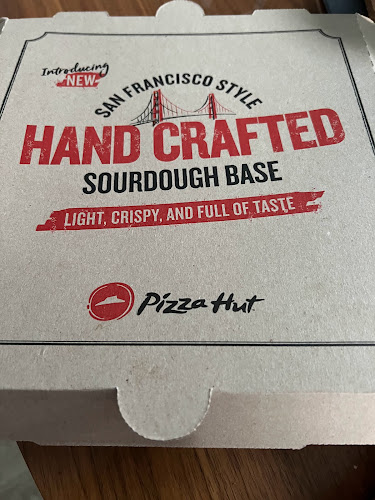 Introducing
NEW
SAN FRANCISCO STYLE
HAND CRAFTED
SOURDOUGH BASE
LIGHT, CRISPY, AND FULL OF TASTE
Pizza Hut